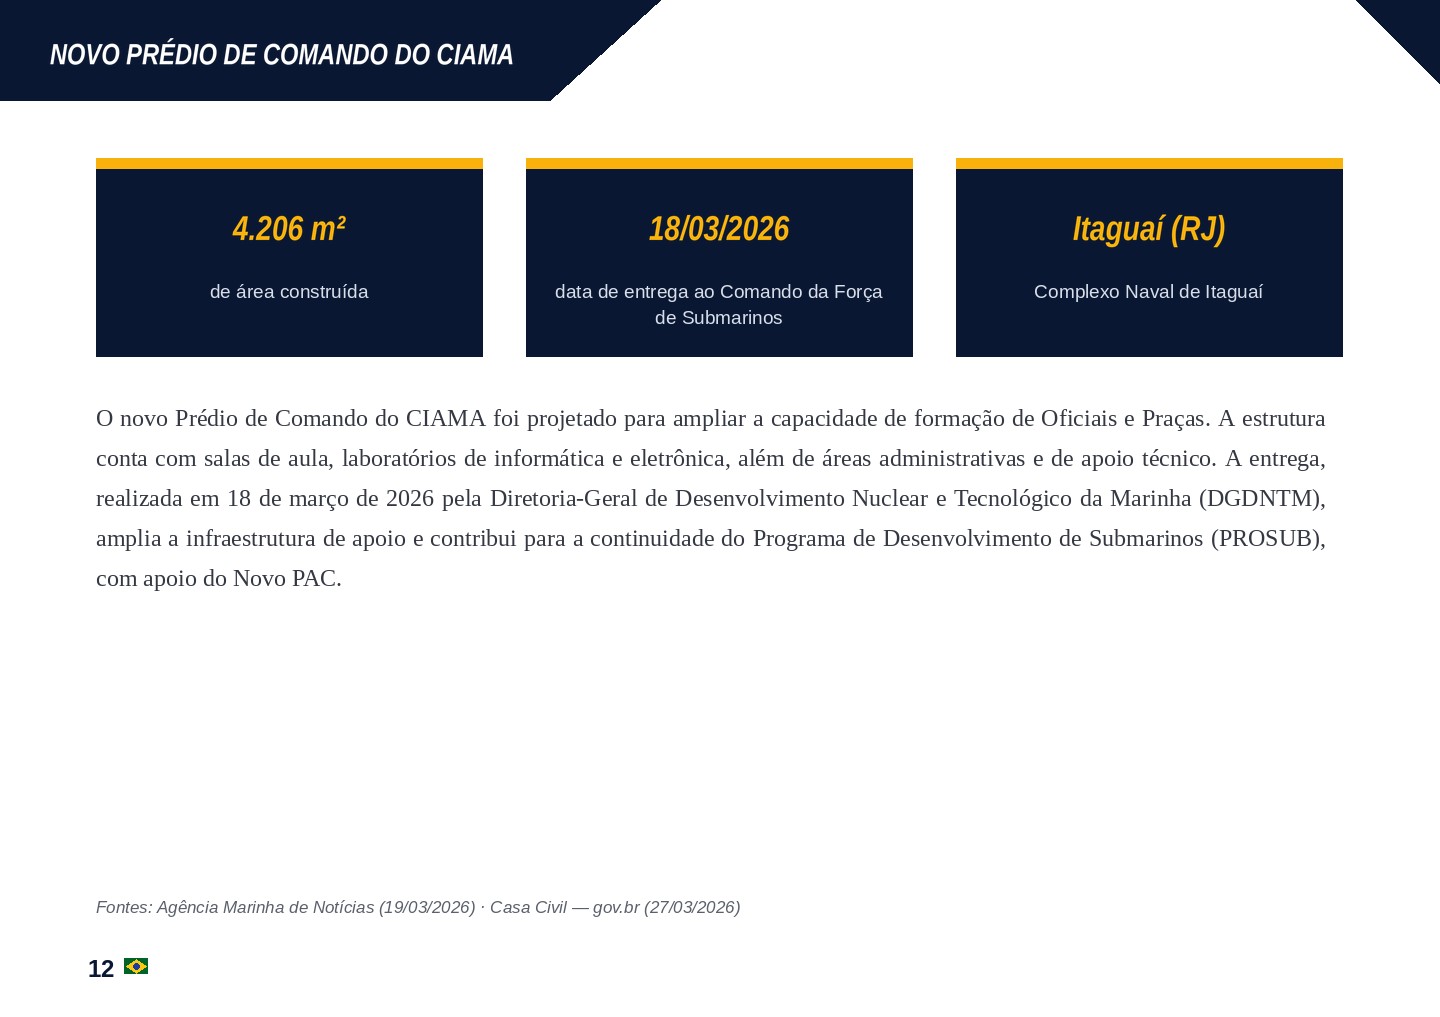 NOVO PRÉDIO DE COMANDO DO CIAMA
4.206 m²
de área construída
18/03/2026
data de entrega ao Comando da Força
de Submarinos
Itaguaí (RJ)
Complexo Naval de Itaguaí
O novo Prédio de Comando do CIAMA foi projetado para ampliar a capacidade de formação de Oficiais e Praças. A estrutura
conta com salas de aula, laboratórios de informática e eletrônica, além de áreas administrativas e de apoio técnico. A entrega,
realizada em 18 de março de 2026 pela Diretoria-Geral de Desenvolvimento Nuclear e Tecnológico da Marinha (DGDNTM),
amplia a infraestrutura de apoio e contribui para a continuidade do Programa de Desenvolvimento de Submarinos (PROSUB),
com apoio do Novo PAC.
Fontes: Agência Marinha de Notícias (19/03/2026) · Casa Civil — gov.br (27/03/2026)
12